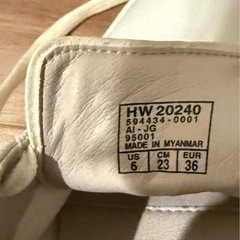 HW 20240
594434-0001
AI-JG
95001
MADE IN MYANMAR
US CM EUR
6 23 36